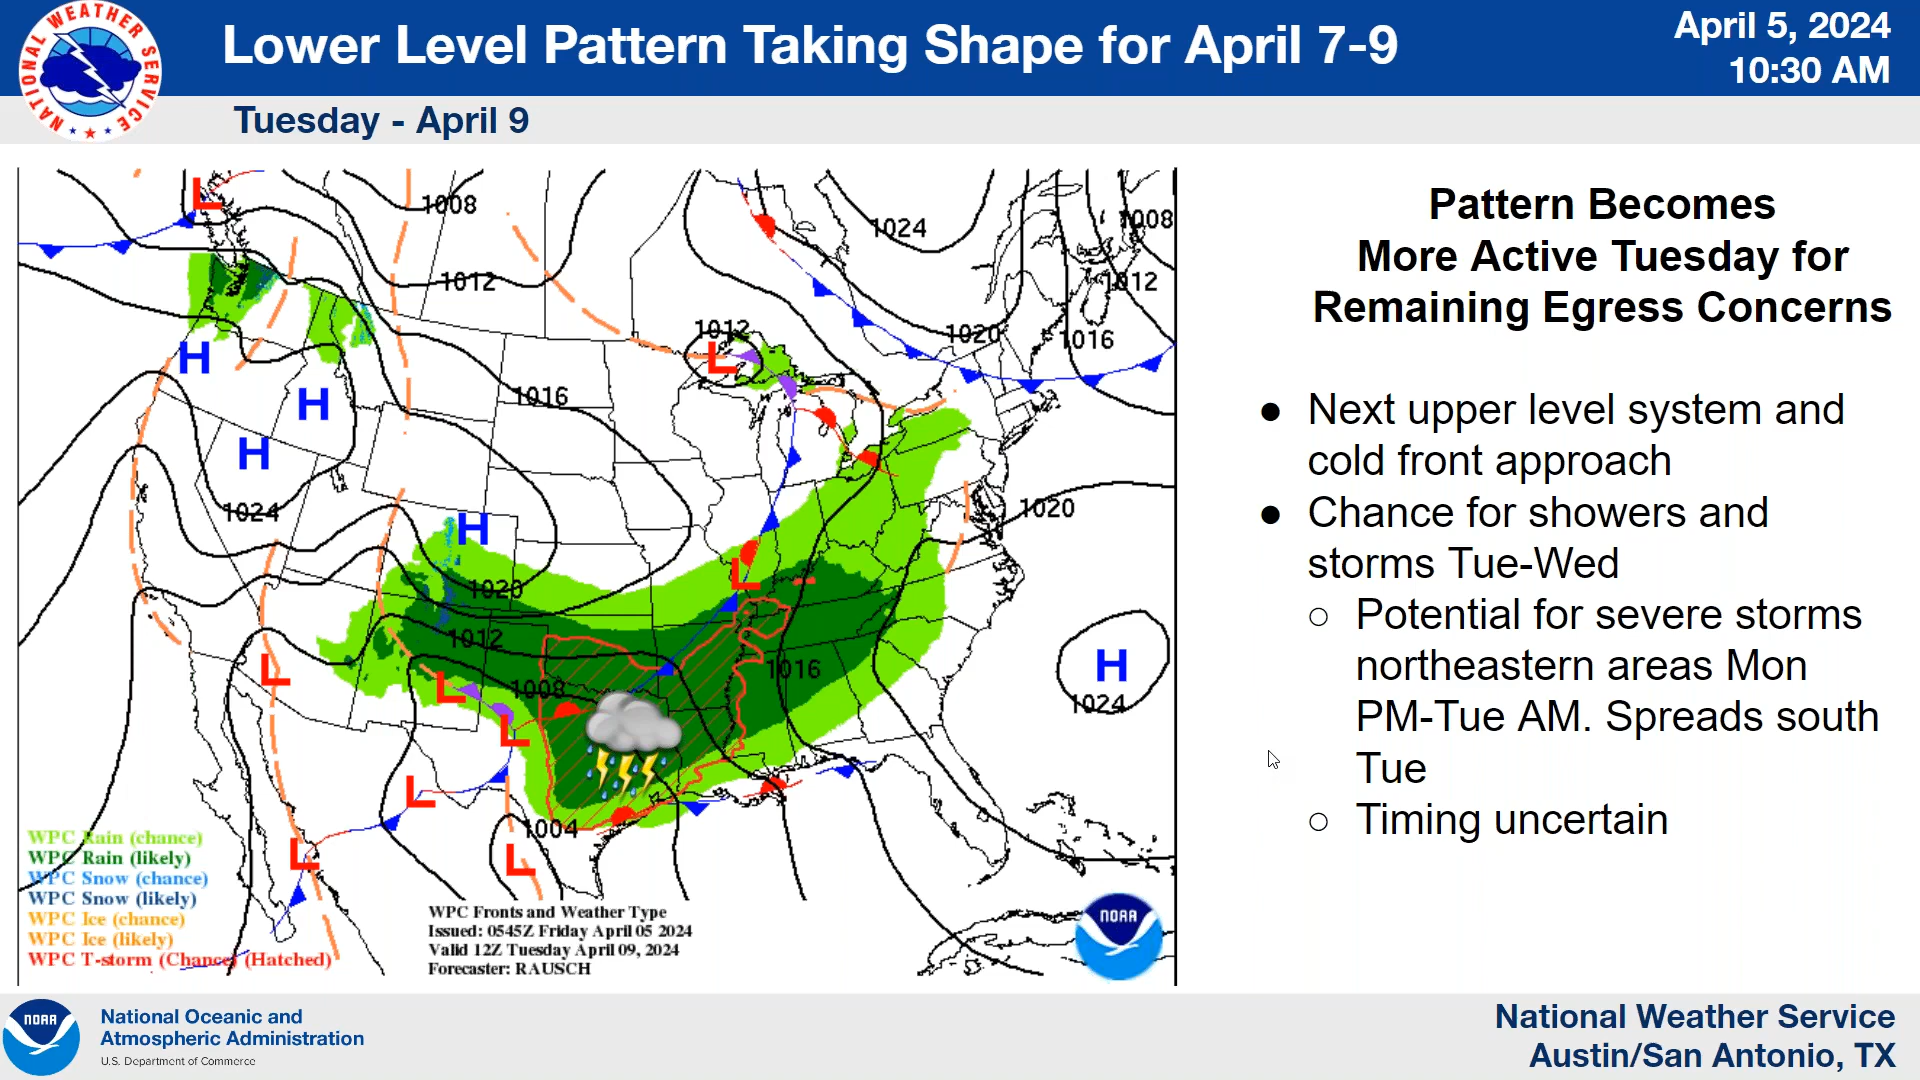 Lower Level Pattern Taking Shape for April 7-9
April 5, 2024
10:30 AM
NATIONAL WEATHER SERVICE
Tuesday - April 9
L
1008
1024
1008
1012
1012
1012
L
1020
1016
H
H
H
1016
1024
H
1020
1020
L
1012
1016
H
1024
L
L
1008
L
L
1004
L
L
WPC Rain (chance)
WPC Rain (likely)
WPC Snow (chance)
WPC Snow (likely)
WPC Ice (chance)
WPC Ice (likely)
WPC T-storm (Chance) (Hatched)
WPC Fronts and Weather Type
Issued: 0545Z Friday April 05 2024
Valid 12Z Tuesday April 09, 2024
Forecaster: RAUSCH
NOAA
Pattern Becomes
More Active Tuesday for
Remaining Egress Concerns
● Next upper level system and
cold front approach
● Chance for showers and
storms Tue-Wed
○ Potential for severe storms
northeastern areas Mon
PM-Tue AM. Spreads south
Tue
○ Timing uncertain
NOAA
National Oceanic and
Atmospheric Administration
U.S. Department of Commerce
National Weather Service
Austin/San Antonio, TX